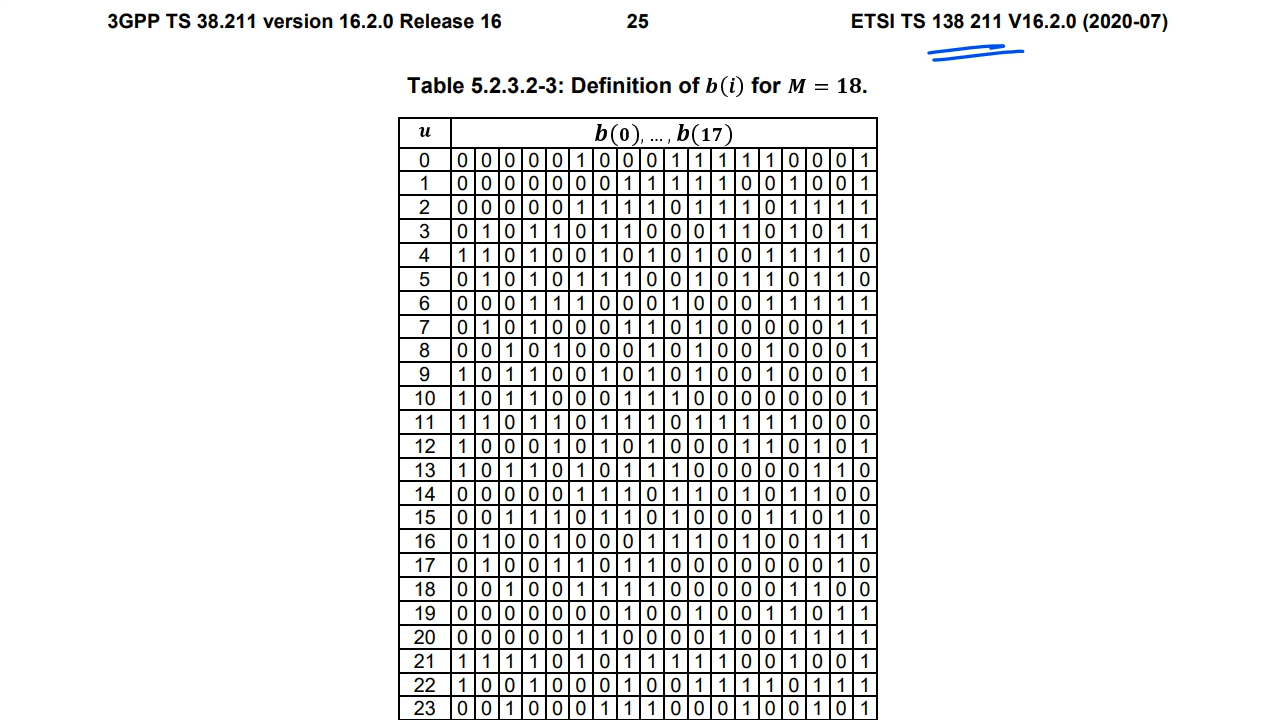 3GPP TS 38.211 version 16.2.0 Release 16 25 ETSI TS 138 211 V16.2.0 (2020-07)
Table 5.2.3.2-3: Definition of b(i) for M = 18.
u b(0), ... , b(17)
0 0 0 0 0 0 1 0 0 0 1 1 1 1 1 0 0 0 1
1 0 0 0 0 0 0 0 1 1 1 1 1 0 0 1 0 0 1
2 0 0 0 0 0 1 1 1 1 0 1 1 1 0 1 1 1 1
3 0 1 0 1 1 0 1 1 0 0 0 1 1 0 1 0 1 1
4 1 1 0 1 0 0 1 0 1 0 1 0 0 1 1 1 1 0
5 0 1 0 1 0 1 1 1 0 0 1 0 1 1 0 1 1 0
6 0 0 0 1 1 1 0 0 0 1 0 0 0 1 1 1 1 1
7 0 1 0 1 0 0 0 1 1 0 1 0 0 0 0 0 1 1
8 0 0 1 0 1 0 0 0 1 0 1 0 0 1 0 0 0 1
9 1 0 1 1 0 0 1 0 1 0 1 0 0 1 0 0 0 1
10 1 0 1 1 0 0 0 1 1 1 0 0 0 0 0 0 0 1
11 1 1 0 1 1 0 1 1 1 0 1 1 1 1 1 0 0 0
12 1 0 0 0 1 0 1 0 1 0 0 0 1 1 0 1 0 1
13 1 0 1 1 0 1 0 1 1 1 0 0 0 0 0 1 1 0
14 0 0 0 0 0 1 1 1 0 1 1 0 1 0 1 1 0 0
15 0 0 1 1 1 0 1 1 0 1 0 0 0 1 1 0 1 0
16 0 1 0 0 1 0 0 0 1 1 1 0 1 0 0 1 1 1
17 0 1 0 0 1 1 0 1 1 0 0 0 0 0 0 0 1 0
18 0 0 1 0 0 1 1 1 1 0 0 0 0 0 1 1 0 0
19 0 0 0 0 0 0 0 1 0 0 1 0 0 1 1 0 1 1
20 0 0 0 0 0 1 1 0 0 0 0 1 0 0 1 1 1 1
21 1 1 1 1 0 1 0 1 1 1 1 1 0 0 1 0 0 1
22 1 0 0 1 0 0 0 1 0 0 1 1 1 1 0 1 1 1
23 0 0 1 0 0 0 1 1 1 0 0 0 1 0 0 1 0 1